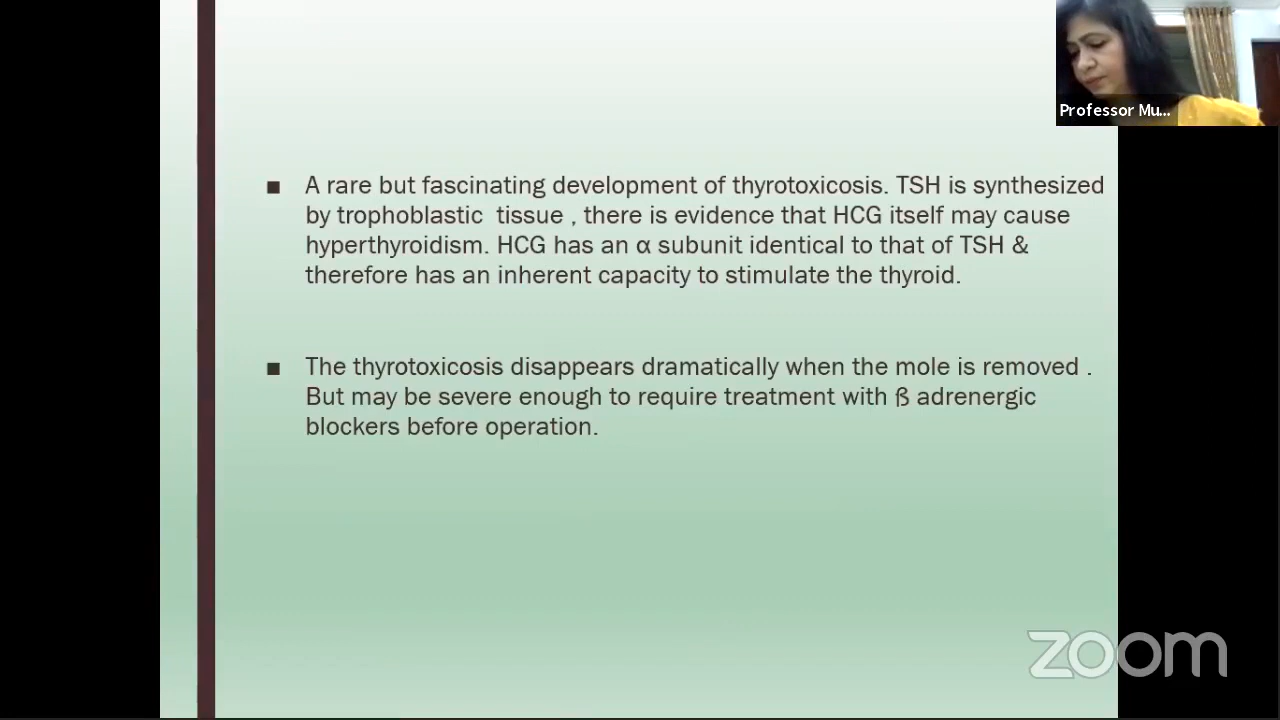 Professor Mu...
■ A rare but fascinating development of thyrotoxicosis. TSH is synthesized
by trophoblastic tissue , there is evidence that HCG itself may cause
hyperthyroidism. HCG has an α subunit identical to that of TSH &
therefore has an inherent capacity to stimulate the thyroid.
■ The thyrotoxicosis disappears dramatically when the mole is removed .
But may be severe enough to require treatment with ß adrenergic
blockers before operation.
zoom